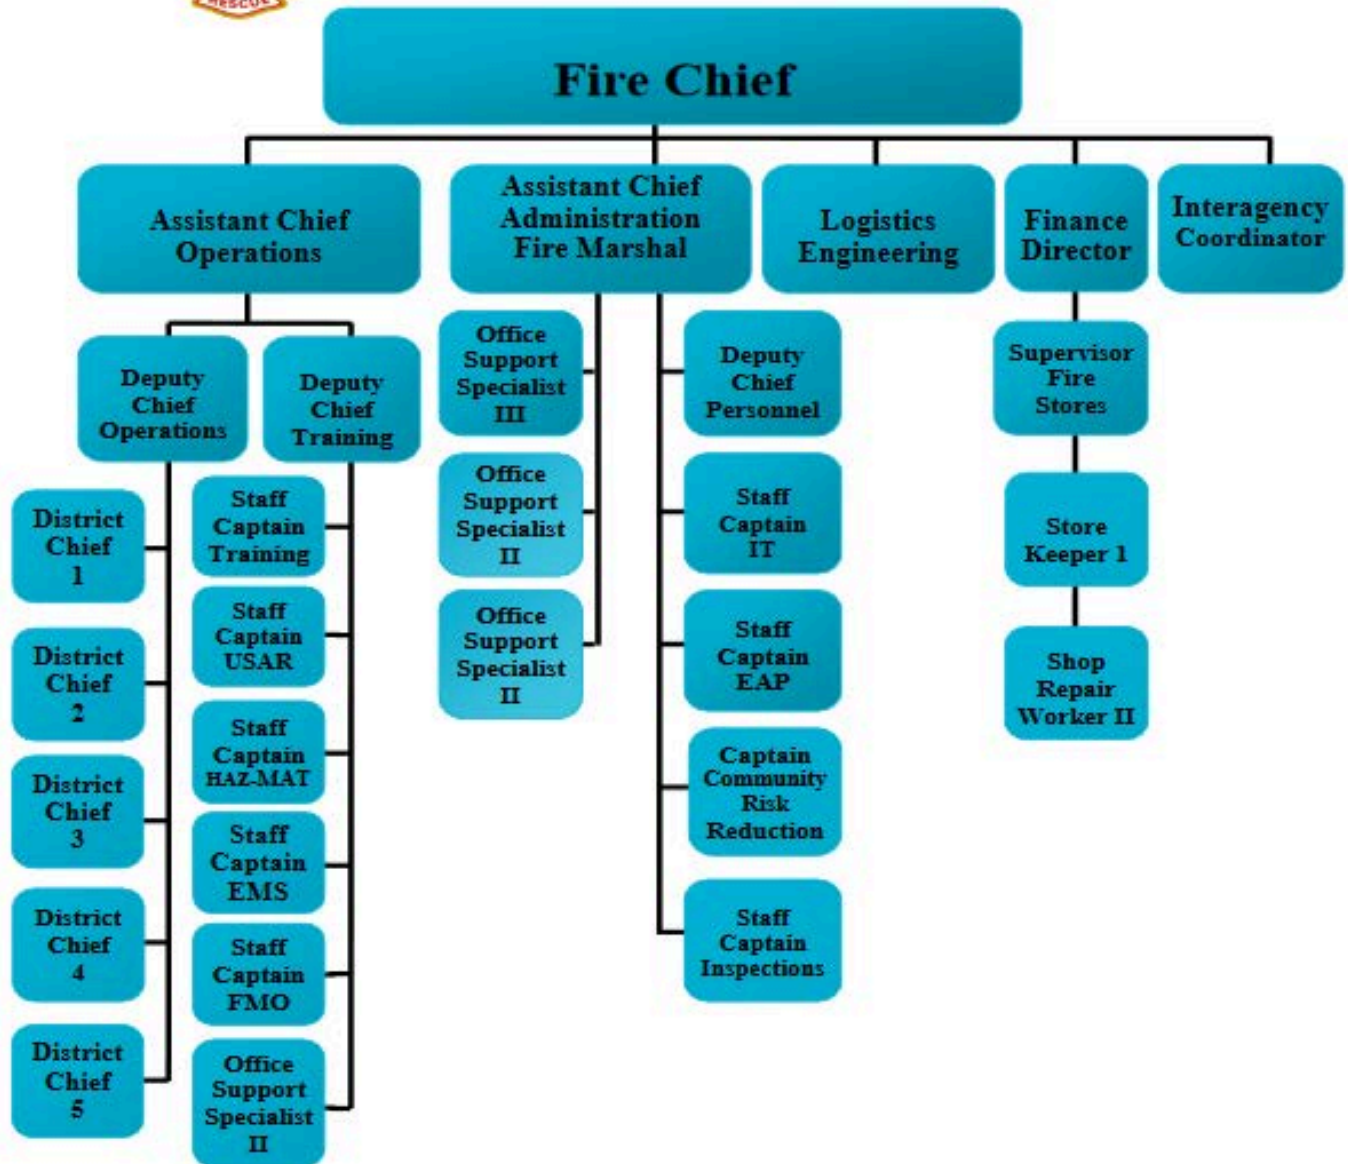 RESCUE
Fire Chief
Assistant Chief
Operations
Assistant Chief
Administration
Fire Marshal
Logistics
Engineering
Finance
Director
Interagency
Coordinator
Deputy
Chief
Operations
Deputy
Chief
Training
District
Chief
1
District
Chief
2
District
Chief
3
District
Chief
4
District
Chief
5
Staff
Captain
Training
Staff
Captain
USAR
Staff
Captain
HAZ-MAT
Staff
Captain
EMS
Staff
Captain
FMO
Office
Support
Specialist
II
Office
Support
Specialist
III
Office
Support
Specialist
II
Office
Support
Specialist
II
Deputy
Chief
Personnel
Staff
Captain
IT
Staff
Captain
EAP
Captain
Community
Risk
Reduction
Staff
Captain
Inspections
Supervisor
Fire
Stores
Store
Keeper 1
Shop
Repair
Worker II